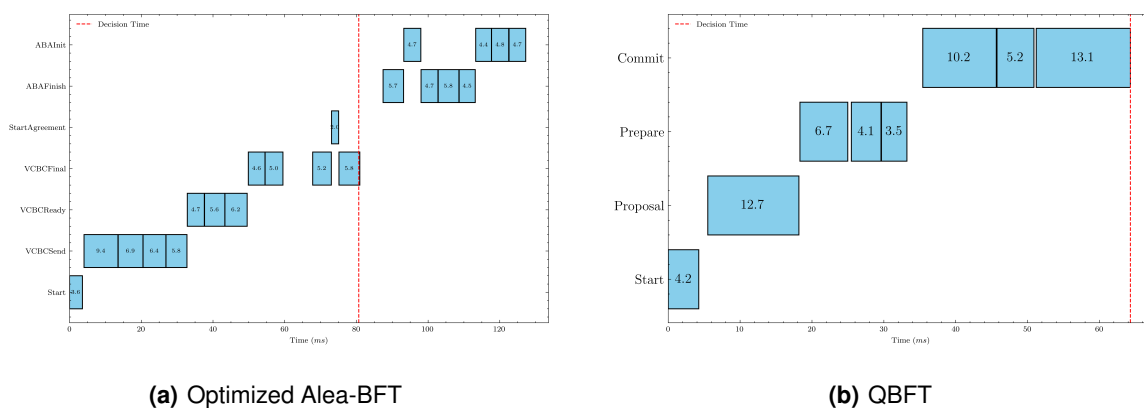 Decision Time
ABAInit
4.7
4.4
4.8
4.7
ABAFinish
5.7
4.7
5.8
4.5
StartAgreement
VCBCFinal
4.6
5.0
5.2
5.8
VCBCReady
4.7
5.6
6.2
VCBCSend
9.4
6.9
6.4
5.8
Start
3.6
0
20
40
60
80
100
120
Time (ms)
(a) Optimized Alea-BFT
Decision Time
Commit
10.2
5.2
13.1
Prepare
6.7
4.1
3.5
Proposal
12.7
Start
4.2
0
10
20
30
40
50
60
Time (ms)
(b) QBFT